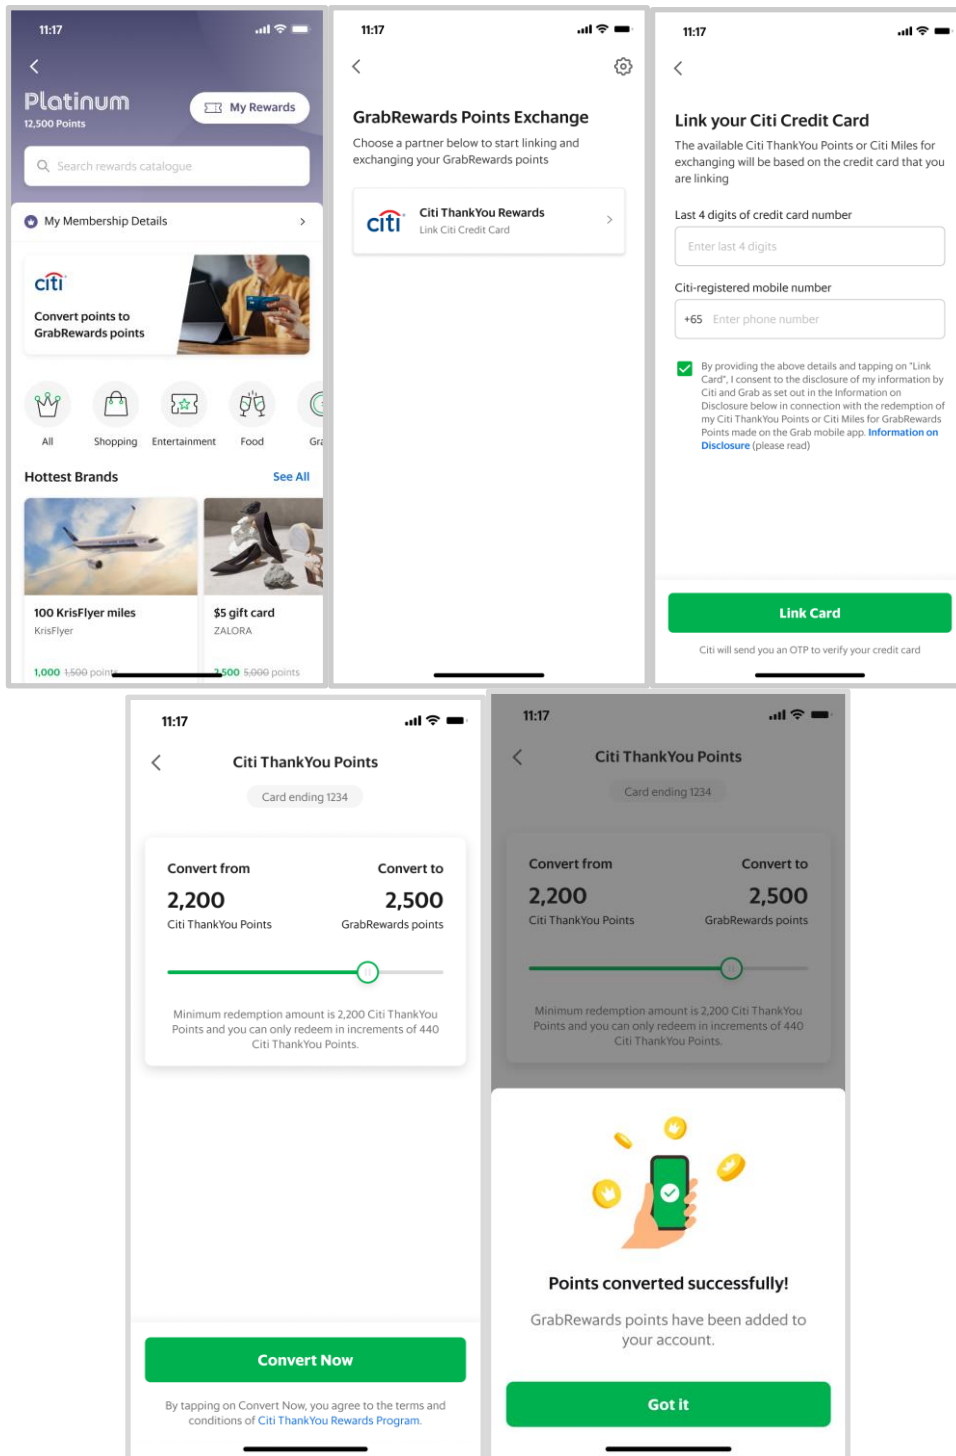 11:17
Platinum
12,500 Points
My Rewards
Search rewards catalogue
My Membership Details
citi
Convert points to
GrabRewards points
All
Shopping
Entertainment
Food
Gra
Hottest Brands
See All
100 KrisFlyer miles
KrisFlyer
1,000 1,500 points
$5 gift card
ZALORA
2,500 5,000 points
11:17
GrabRewards Points Exchange
Choose a partner below to start linking and
exchanging your GrabRewards points
citi
Citi ThankYou Rewards
Link Citi Credit Card
11:17
Link your Citi Credit Card
The available Citi ThankYou Points or Citi Miles for
exchanging will be based on the credit card that you
are linking
Last 4 digits of credit card number
Enter last 4 digits
Citi-registered mobile number
+65 Enter phone number
By providing the above details and tapping on "Link
Card", I consent to the disclosure of my information by
Citi and Grab as set out in the Information on
Disclosure below in connection with the redemption of
my Citi ThankYou Points or Citi Miles for GrabRewards
Points made on the Grab mobile app. Information on
Disclosure (please read)
Link Card
Citi will send you an OTP to verify your credit card
11:17
Citi ThankYou Points
Card ending 1234
Convert from
Convert to
2,200
2,500
Citi ThankYou Points
GrabRewards points
Minimum redemption amount is 2,200 Citi ThankYou
Points and you can only redeem in increments of 440
Citi ThankYou Points.
Convert Now
By tapping on Convert Now, you agree to the terms and
conditions of Citi ThankYou Rewards Program.
11:17
Citi ThankYou Points
Card ending 1234
Convert from
Convert to
2,200
2,500
Citi ThankYou Points
GrabRewards points
Minimum redemption amount is 2,200 Citi ThankYou
Points and you can only redeem in increments of 440
Citi ThankYou Points.
Points converted successfully!
GrabRewards points have been added to
your account.
Got it